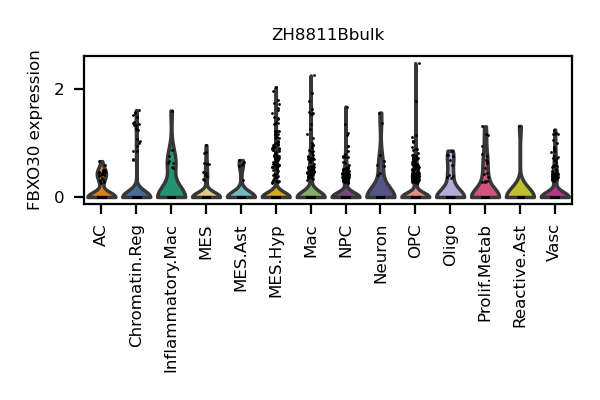 ZH8811Bbulk
FBXO30 expression
2
0
AC
Chromatin.Reg
Inflammatory.Mac
MES
MES.Ast
MES.Hyp
Mac
NPC
Neuron
OPC
Oligo
Prolif.Metab
Reactive.Ast
Vasc